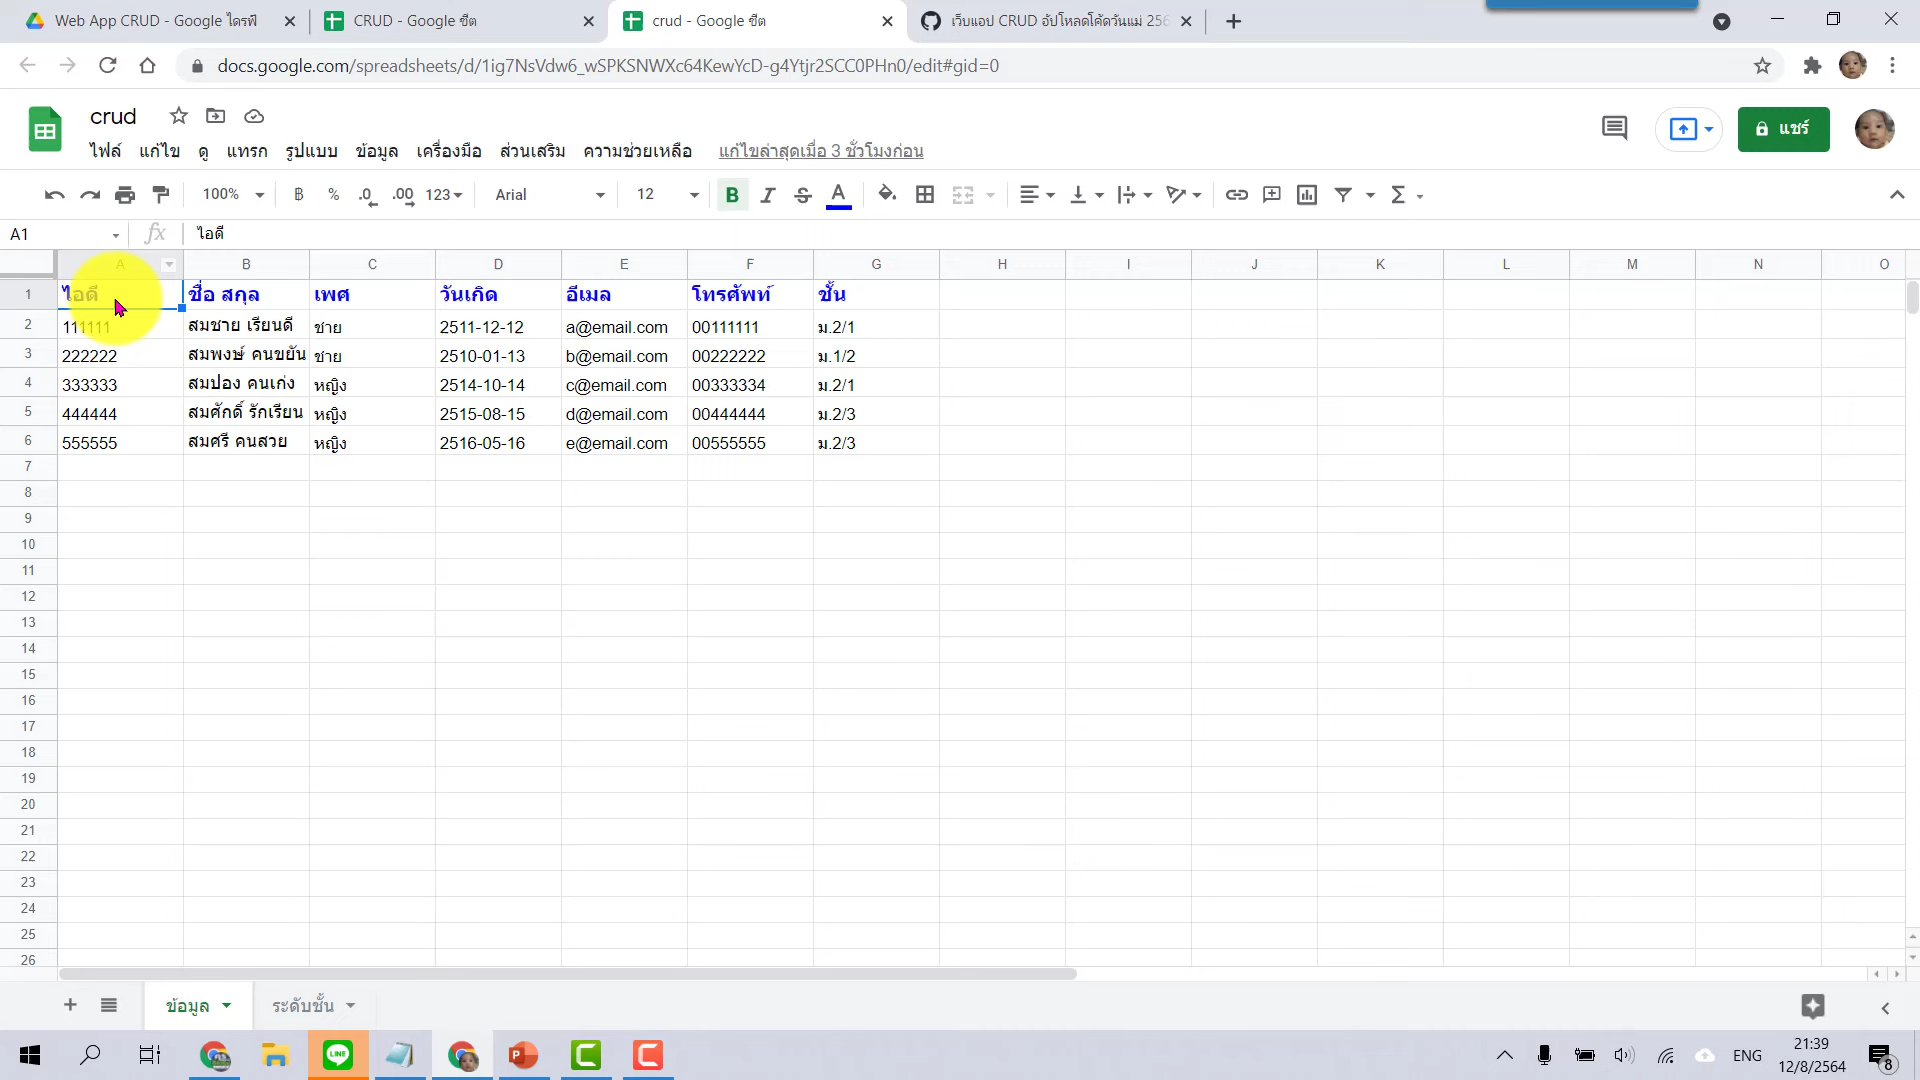 Web App CRUD - Google ไดรฟ์
CRUD - Google ชีต
crud - Google ชีต
เว็บแอป CRUD อัปโหลดโค้ดวันแม่ 256
docs.google.com/spreadsheets/d/1ig7NsVdw6_wSPKSNWXc64KewYcD-g4Ytjr2SCC0PHn0/edit#gid=0
crud
ไฟล์ แก้ไข ดู แทรก รูปแบบ ข้อมูล เครื่องมือ ส่วนเสริม ความช่วยเหลือ แก้ไขล่าสุดเมื่อ 3 ชั่วโมงก่อน
แชร์
100% ฿ % .0 .00 123 Arial 12 B I S A Σ
A1 fx ไอดี
A B C D E F G H I J K L M N O
1 ไอดี ชื่อ สกุล เพศ วันเกิด อีเมล โทรศัพท์ ชั้น
2 111111 สมชาย เรียนดี ชาย 2511-12-12 a@email.com 00111111 ม.2/1
3 222222 สมพงษ์ คนขยัน ชาย 2510-01-13 b@email.com 00222222 ม.1/2
4 333333 สมปอง คนเก่ง หญิง 2514-10-14 c@email.com 00333334 ม.2/1
5 444444 สมศักดิ์ รักเรียน หญิง 2515-08-15 d@email.com 00444444 ม.2/3
6 555555 สมศรี คนสวย หญิง 2516-05-16 e@email.com 00555555 ม.2/3
7
8
9
10
11
12
13
14
15
16
17
18
19
20
21
22
23
24
25
26
ข้อมูล ระดับชั้น
LINE
ENG
21:39
12/8/2564
8